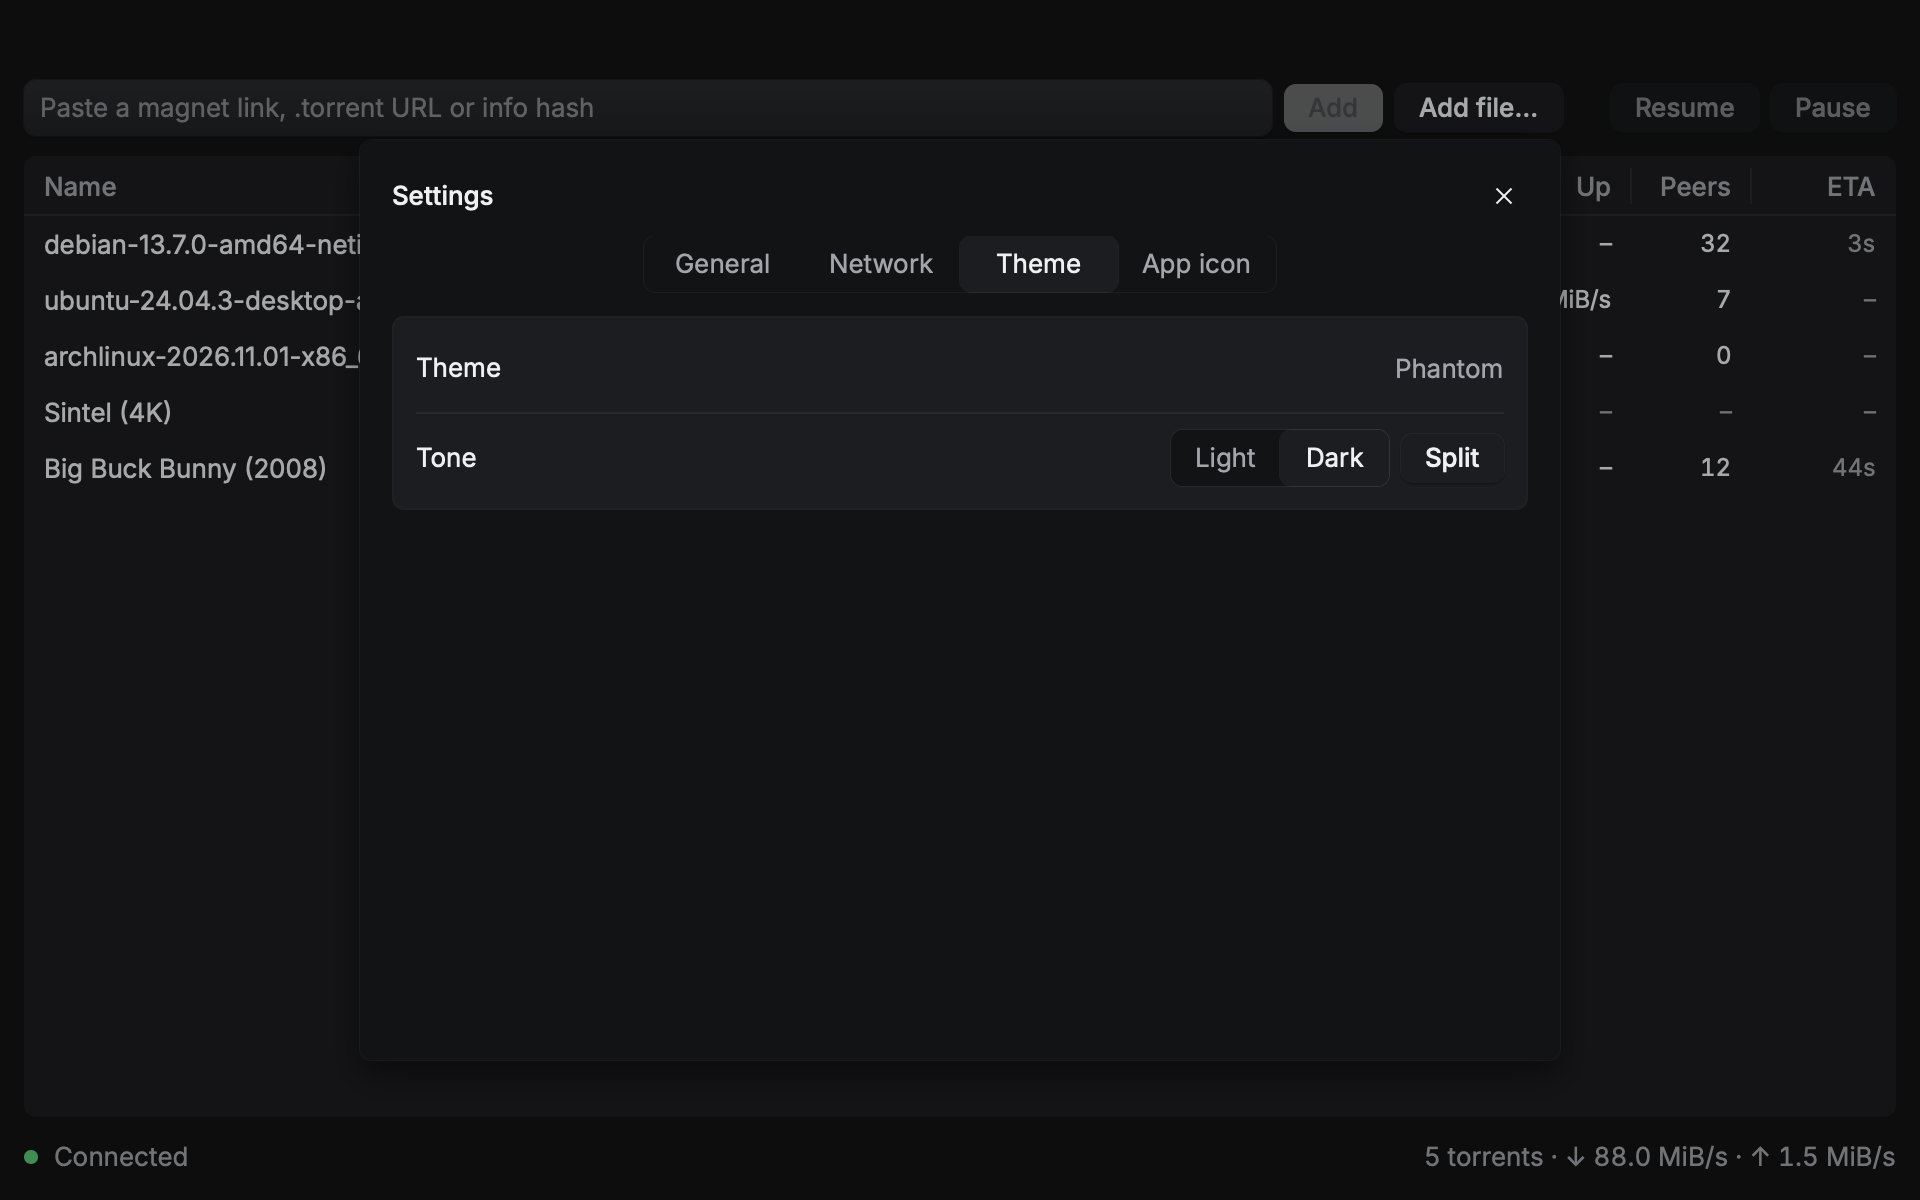 Paste a magnet link, .torrent URL or info hash Add Add file... Resume Pause
Name Up Peers ETA
Settings
General Network Theme App icon
debian-13.7.0-amd64-neti – 32 3s
ubuntu-24.04.3-desktop- MiB/s 7 –
Theme Phantom
archlinux-2026.11.01-x86_ – 0 –
Sintel (4K) – – –
Tone Light Dark Split
Big Buck Bunny (2008) – 12 44s
Connected 5 torrents · ↓ 88.0 MiB/s · ↑ 1.5 MiB/s